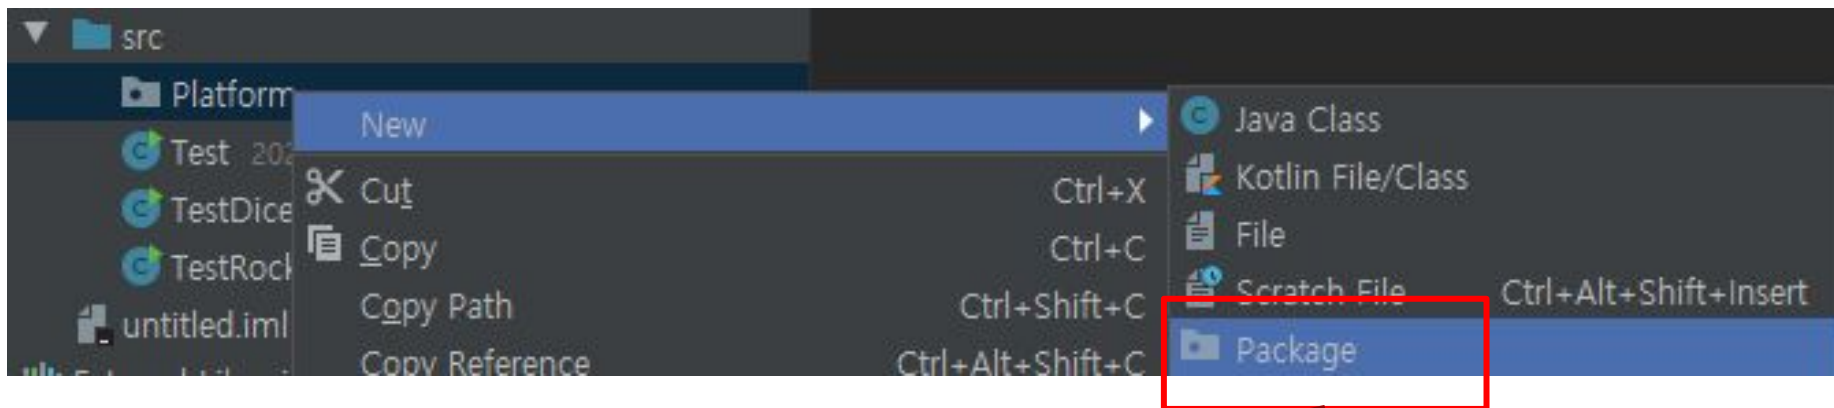 src
Platform
Test 202
TestDice
TestRock
untitled.iml
New
Cut Ctrl+X
Copy Ctrl+C
Copy Path Ctrl+Shift+C
Copy Reference Ctrl+Alt+Shift+C
Java Class
Kotlin File/Class
File
Scratch File Ctrl+Alt+Shift+Insert
Package